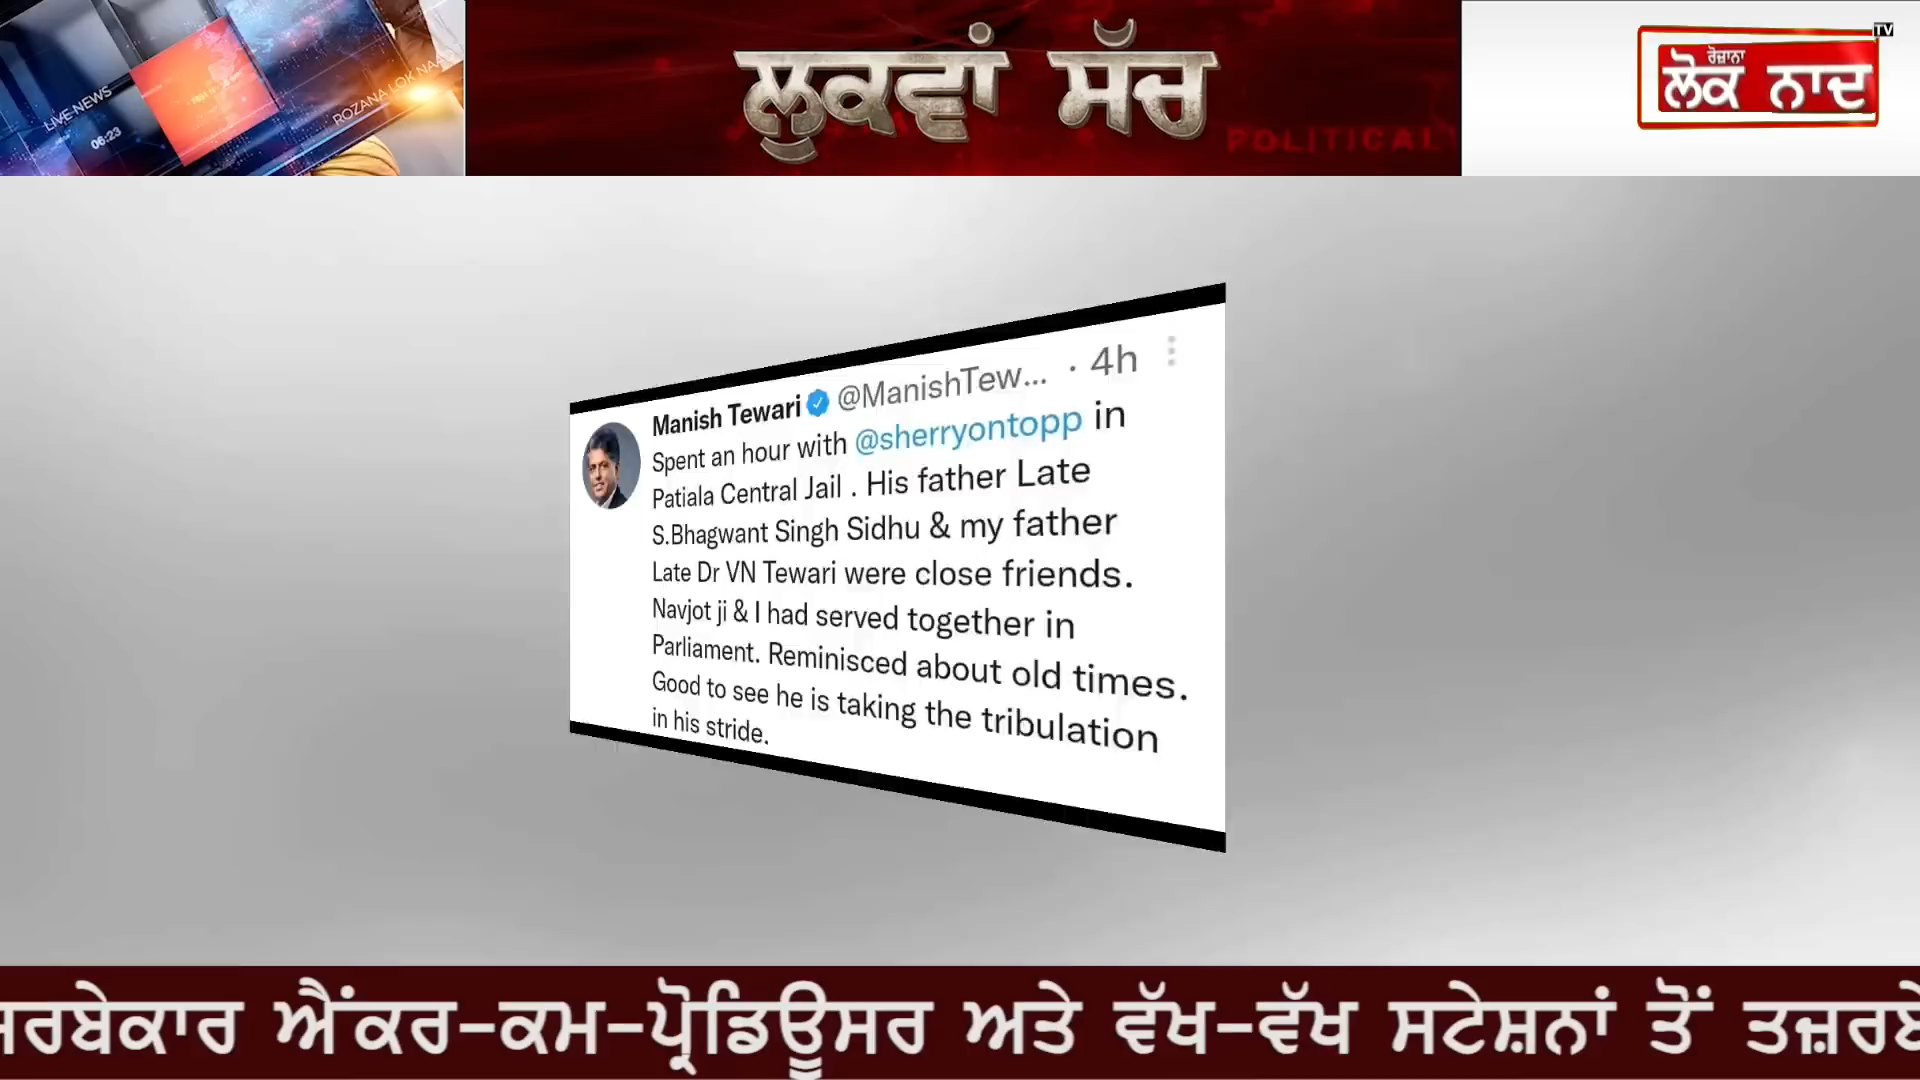 LIVE NEWS
06:23
ROZANA LOK NAA
ਲੁਕਵਾਂ ਸੱਚ
POLITICAL
TV
ਰੋਜ਼ਾਨਾ
ਲੋਕ ਨਾਦ
Manish Tewari @ManishTew... · 4h
Spent an hour with @sherryontopp in
Patiala Central Jail . His father Late
S.Bhagwant Singh Sidhu & my father
Late Dr VN Tewari were close friends.
Navjot ji & I had served together in
Parliament. Reminisced about old times.
Good to see he is taking the tribulation
in his stride.
ਜਰਬੇਕਾਰ ਐਂਕਰ-ਕਮ-ਪ੍ਰੋਡਿਊਸਰ ਅਤੇ ਵੱਖ-ਵੱਖ ਸਟੇਸ਼ਨਾਂ ਤੋਂ ਤਜ਼ਰਬੇ